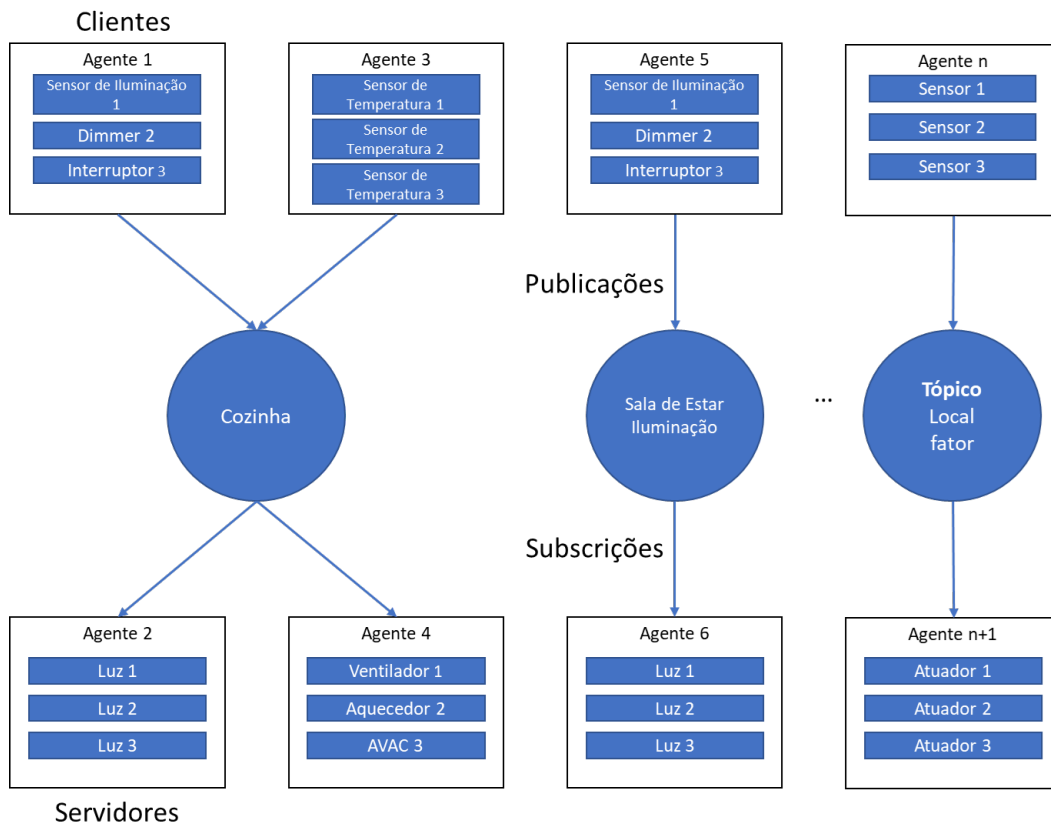 Clientes
Agente 1
Sensor de Iluminação
1
Dimmer 2
Interruptor 3
Agente 3
Sensor de
Temperatura 1
Sensor de
Temperatura 2
Sensor de
Temperatura 3
Agente 5
Sensor de Iluminação
1
Dimmer 2
Interruptor 3
Agente n
Sensor 1
Sensor 2
Sensor 3
Publicações
Cozinha
Sala de Estar
Iluminação
...
Tópico
Local
fator
Subscrições
Agente 2
Luz 1
Luz 2
Luz 3
Agente 4
Ventilador 1
Aquecedor 2
AVAC 3
Agente 6
Luz 1
Luz 2
Luz 3
Agente n+1
Atuador 1
Atuador 2
Atuador 3
Servidores